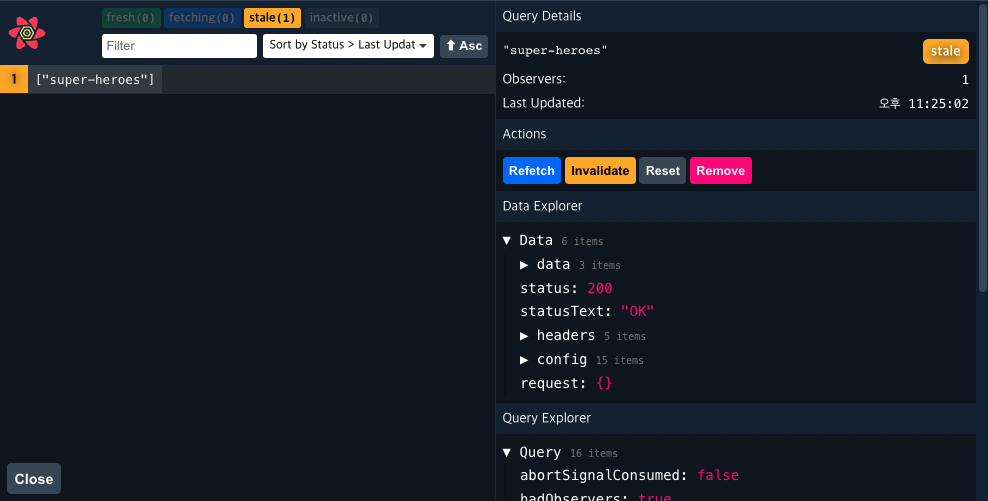 fresh(0) fetching(0) stale(1) inactive(0)
Filter Sort by Status > Last Updat Asc
1 ["super-heroes"]
Close
Query Details
"super-heroes" stale
Observers: 1
Last Updated: 오후 11:25:02
Actions
Refetch Invalidate Reset Remove
Data Explorer
▼ Data 6 items
▶ data 3 items
status: 200
statusText: "OK"
▶ headers 5 items
▶ config 15 items
request: {}
Query Explorer
▼ Query 16 items
abortSignalConsumed: false
hadObservers: true